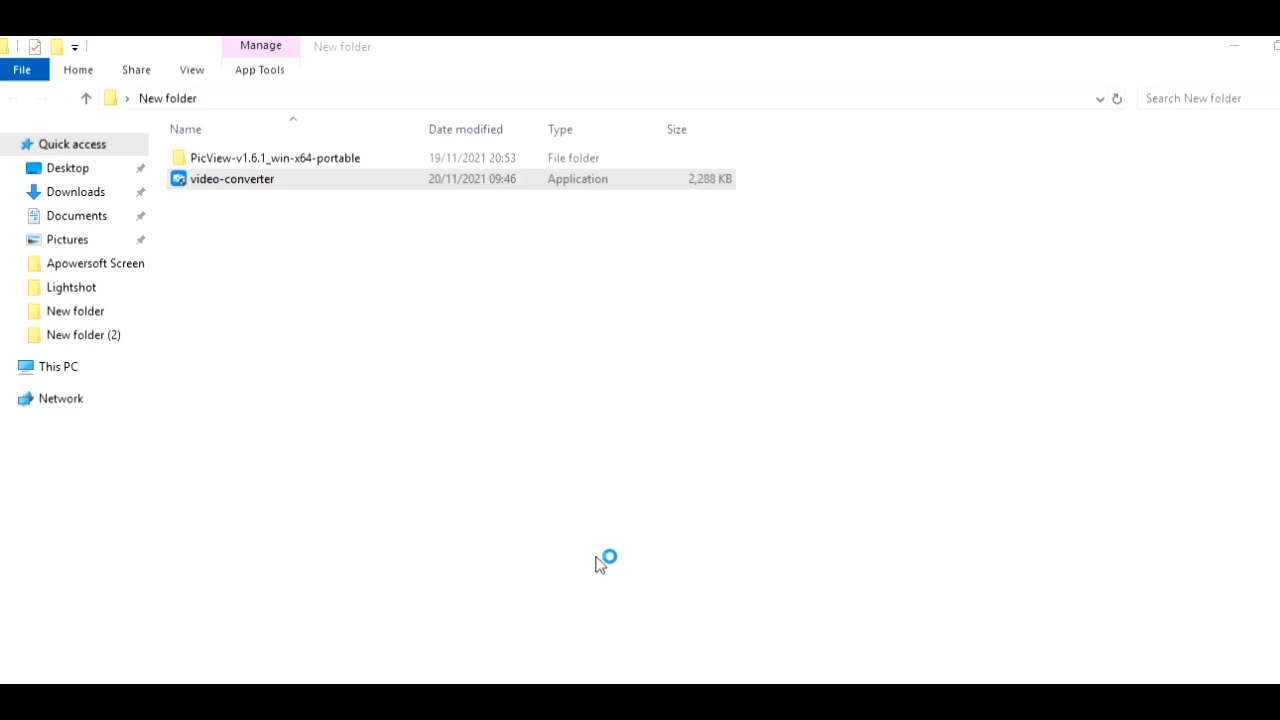 Manage New folder
File Home Share View App Tools
New folder Search New folder
Name Date modified Type Size
Quick access
Desktop
Downloads
Documents
Pictures
Apowersoft Screen
Lightshot
New folder
New folder (2)
This PC
Network
PicView-v1.6.1_win-x64-portable 19/11/2021 20:53 File folder
video-converter 20/11/2021 09:46 Application 2,288 KB